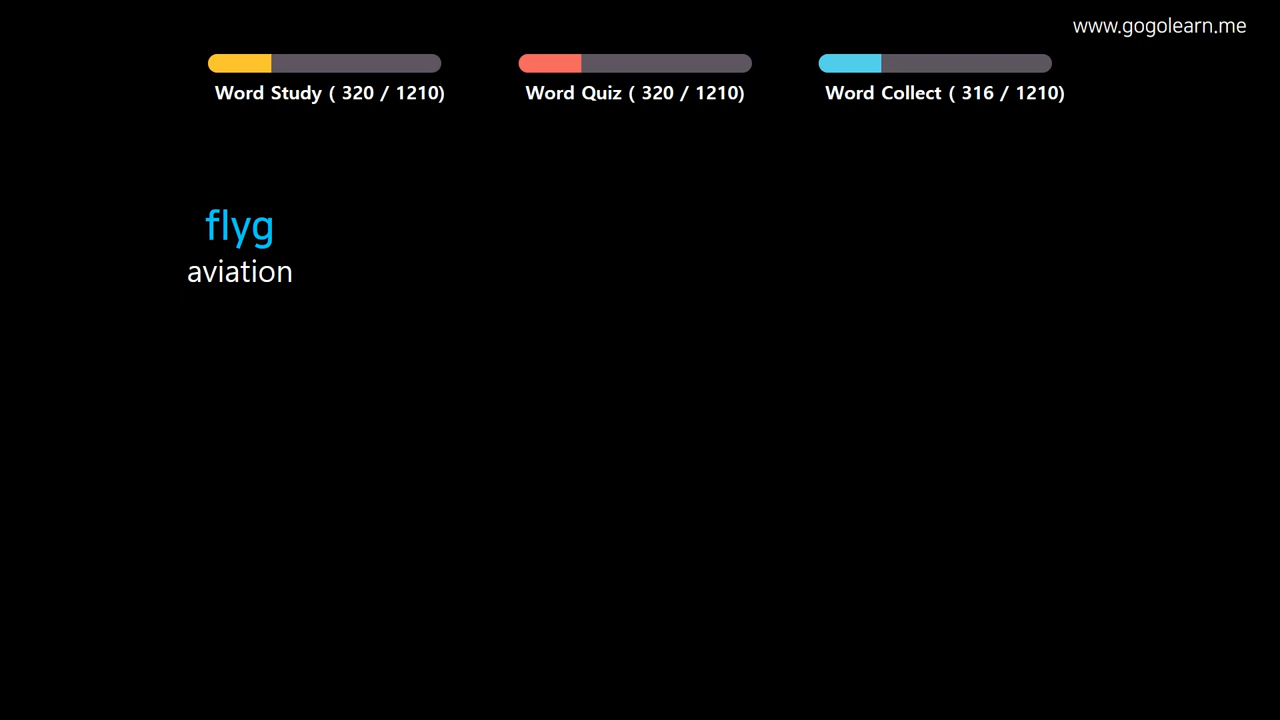 www.gogolearn.me
Word Study ( 320 / 1210)
Word Quiz ( 320 / 1210)
Word Collect ( 316 / 1210)
flyg
aviation